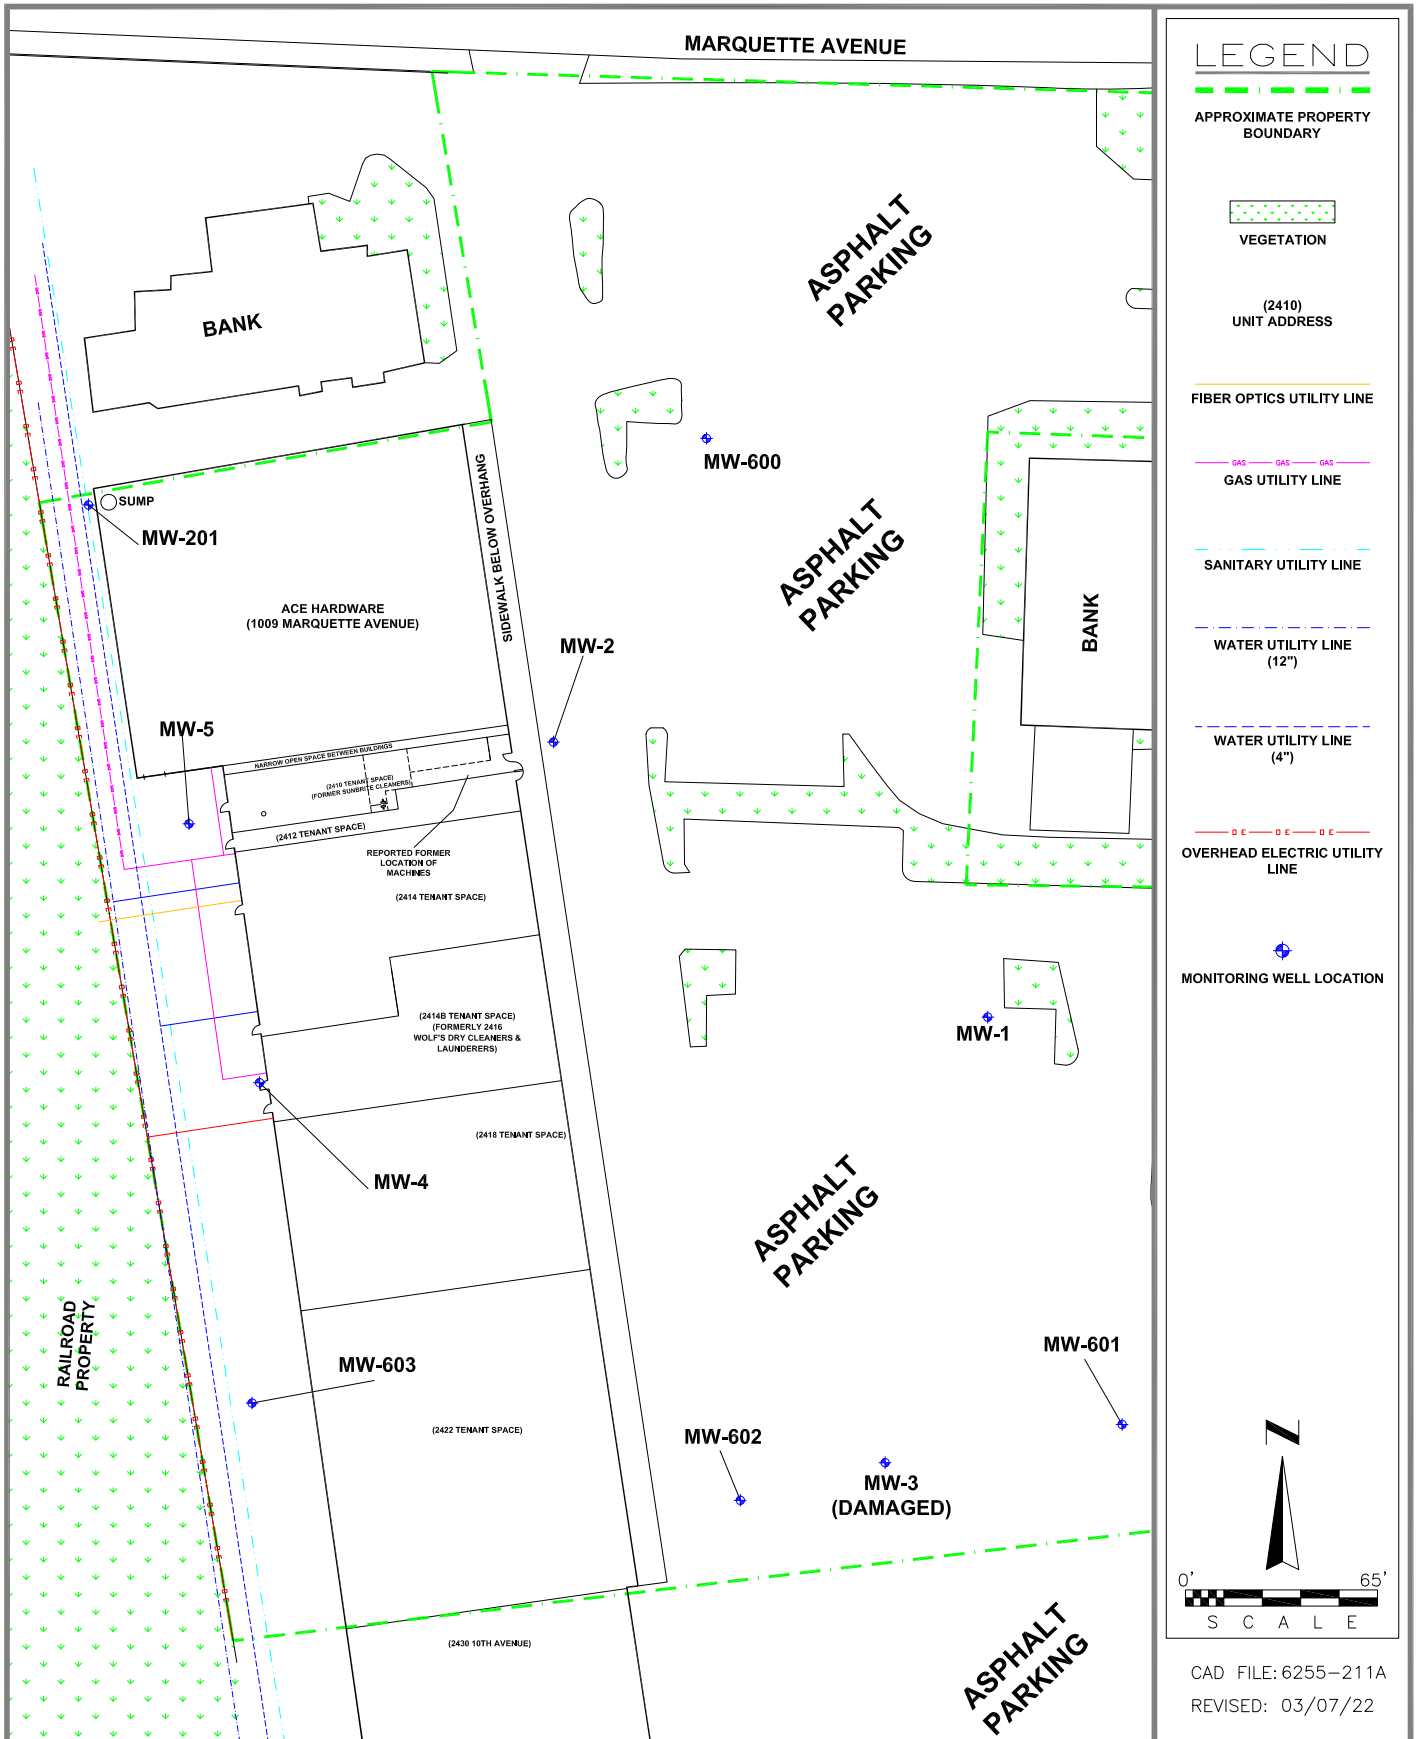 MARQUETTE AVENUE
ASPHALT
PARKING
BANK
MW-600
SUMP
MW-201
SIDEWALK BELOW OVERHANG
ASPHALT
PARKING
ACE HARDWARE
(1009 MARQUETTE AVENUE)
BANK
MW-2
MW-5
NARROW OPEN SPACE BETWEEN BUILDINGS
(2410 TENANT SPACE)
(FORMER SUNBRITE CLEANERS)
(2412 TENANT SPACE)
REPORTED FORMER
LOCATION OF
MACHINES
(2414 TENANT SPACE)
(2414B TENANT SPACE)
(FORMERLY 2416
WOLF'S DRY CLEANERS &
LAUNDERERS)
MW-1
(2418 TENANT SPACE)
MW-4
ASPHALT
PARKING
RAILROAD
PROPERTY
MW-603
MW-601
(2422 TENANT SPACE)
MW-602
MW-3
(DAMAGED)
(2430 10TH AVENUE)
ASPHALT
PARKING
LEGEND
APPROXIMATE PROPERTY
BOUNDARY
VEGETATION
(2410)
UNIT ADDRESS
FIBER OPTICS UTILITY LINE
GAS GAS GAS
GAS UTILITY LINE
SANITARY UTILITY LINE
WATER UTILITY LINE
(12")
WATER UTILITY LINE
(4")
O E O E O E
OVERHEAD ELECTRIC UTILITY
LINE
MONITORING WELL LOCATION
N
0' 65'
S C A L E
CAD FILE: 6255-211A
REVISED: 03/07/22